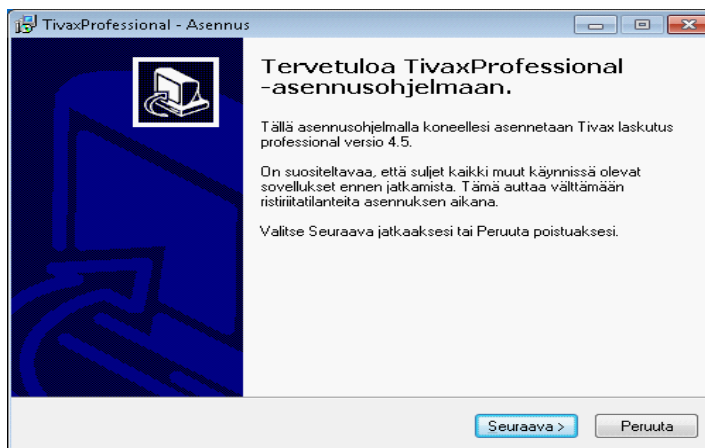 TivaxProfessional - Asennus
Tervetuloa TivaxProfessional
-asennusohjelmaan.
Tällä asennusohjelmalla koneellesi asennetaan Tivax laskutus
professional versio 4.5.
On suositeltavaa, että suljet kaikki muut käynnissä olevat
sovellukset ennen jatkamista. Tämä auttaa välttämään
ristiriitatilanteita asennuksen aikana.
Valitse Seuraava jatkaaksesi tai Peruuta poistuaksesi.
Seuraava >
Peruuta